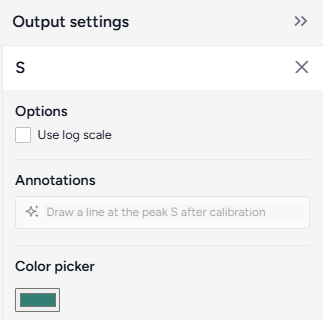 Output settings
S
Options
Use log scale
Annotations
Draw a line at the peak S after calibration
Color picker